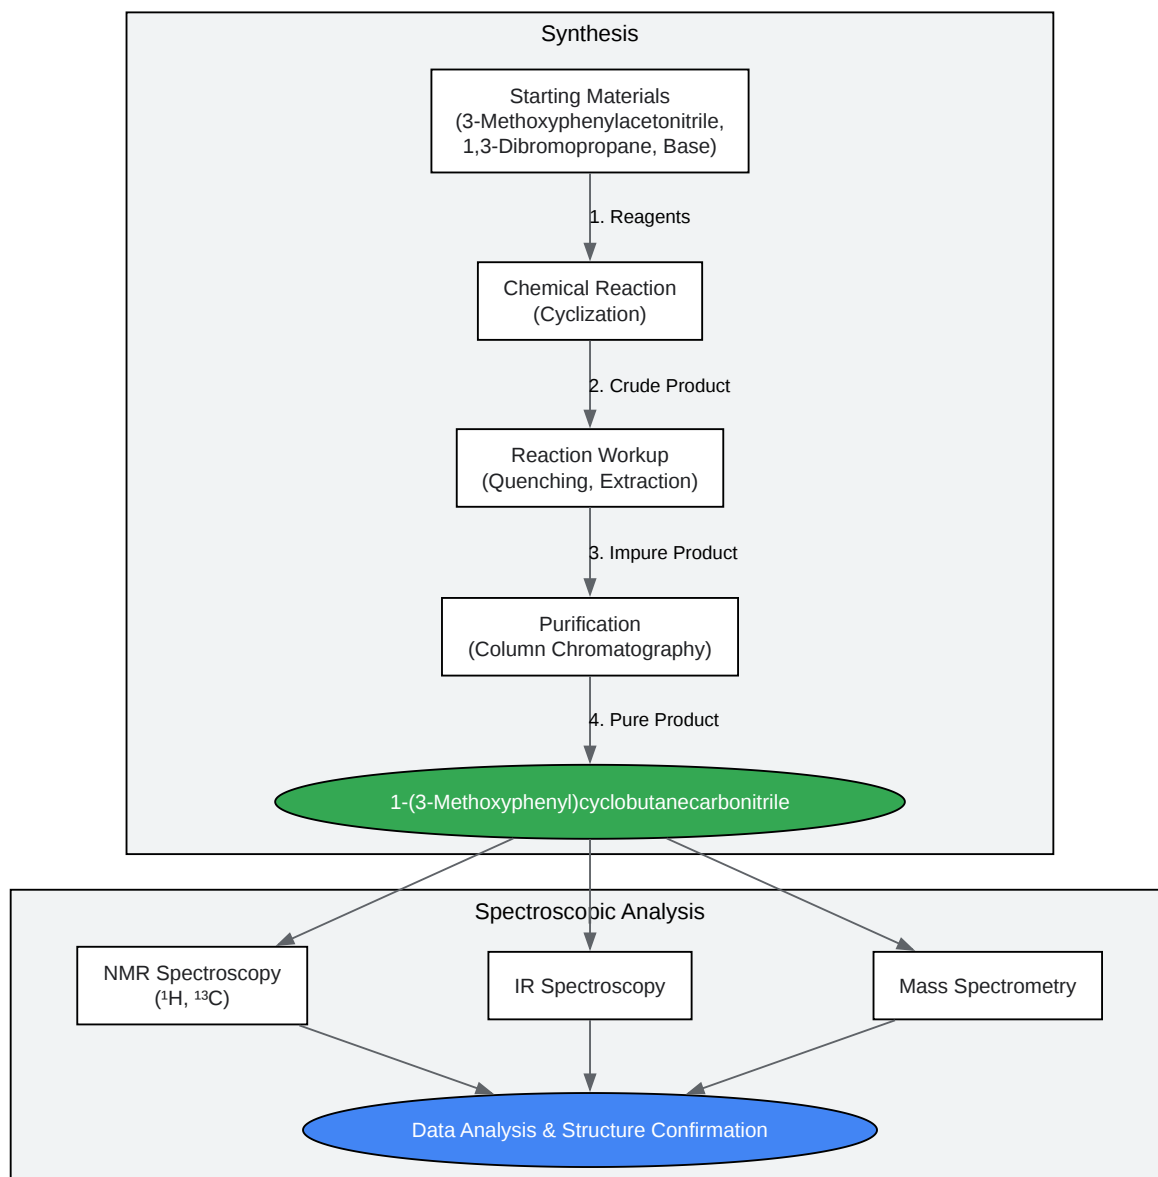 Synthesis
Starting Materials
(3-Methoxyphenylacetonitrile,
1,3-Dibromopropane, Base)
1. Reagents
Chemical Reaction
(Cyclization)
2. Crude Product
Reaction Workup
(Quenching, Extraction)
3. Impure Product
Purification
(Column Chromatography)
4. Pure Product
1-(3-Methoxyphenyl)cyclobutanecarbonitrile
Spectroscopic Analysis
NMR Spectroscopy
(¹H, ¹³C)
IR Spectroscopy
Mass Spectrometry
Data Analysis & Structure Confirmation